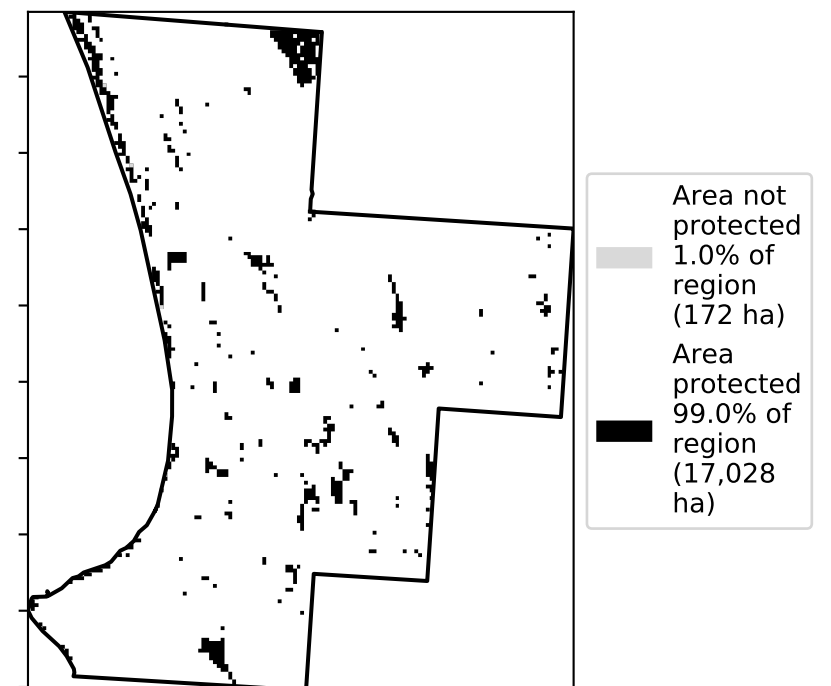 Area not
protected
1.0% of
region
(172 ha)
Area
protected
99.0% of
region
(17,028
ha)